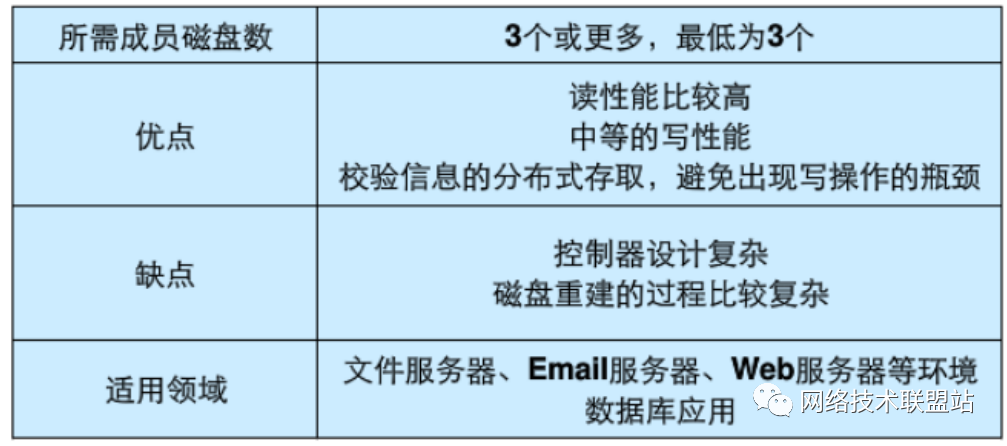 所需成员磁盘数
3个或更多，最低为3个
优点
读性能比较高
中等的写性能
校验信息的分布式存取，避免出现写操作的瓶颈
缺点
控制器设计复杂
磁盘重建的过程比较复杂
适用领域
文件服务器、Email服务器、Web服务器等环境
数据库应用
网络技术联盟站